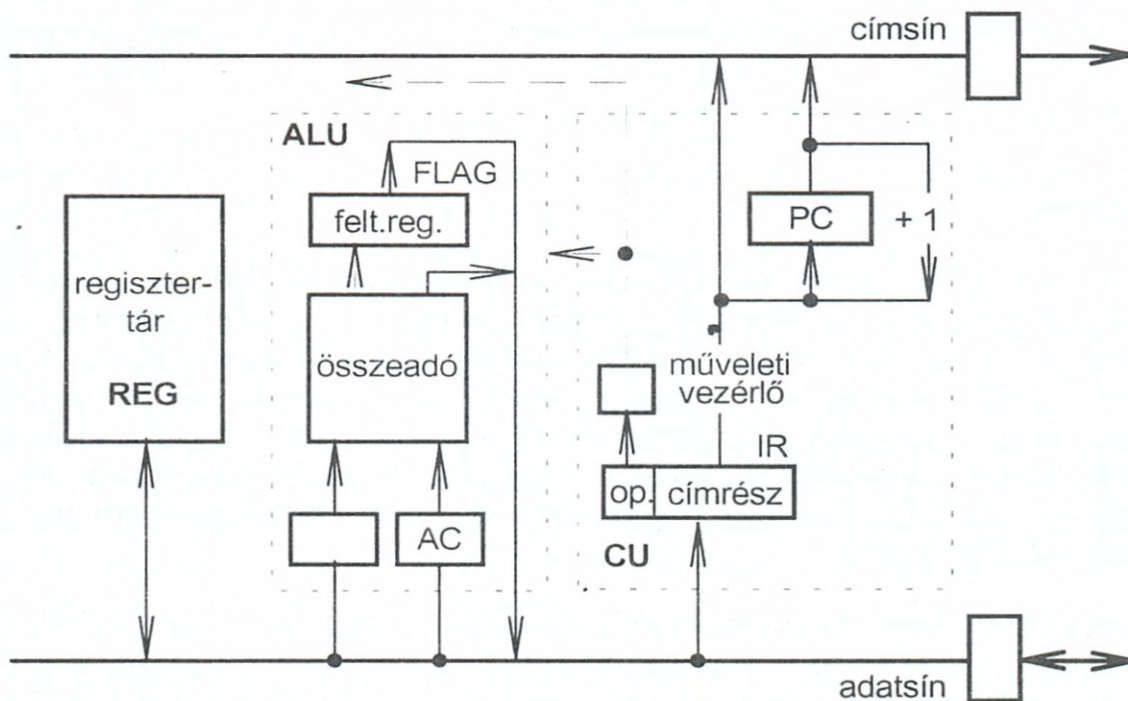 címsín
ALU
FLAG
felt.reg.
PC
+ 1
regiszter-
tár
REG
összeadó
műveleti
vezérlő
IR
op.
címrész
AC
CU
adatsín